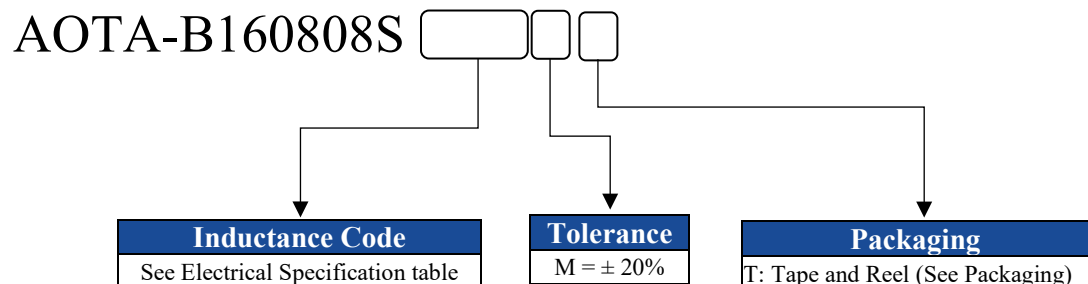 AOTA-B160808S
Inductance Code
See Electrical Specification table
Tolerance
M = ± 20%
Packaging
T: Tape and Reel (See Packaging)